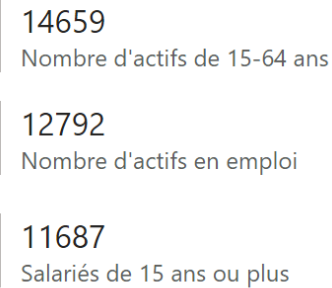 14659
Nombre d'actifs de 15-64 ans
12792
Nombre d'actifs en emploi
11687
Salariés de 15 ans ou plus